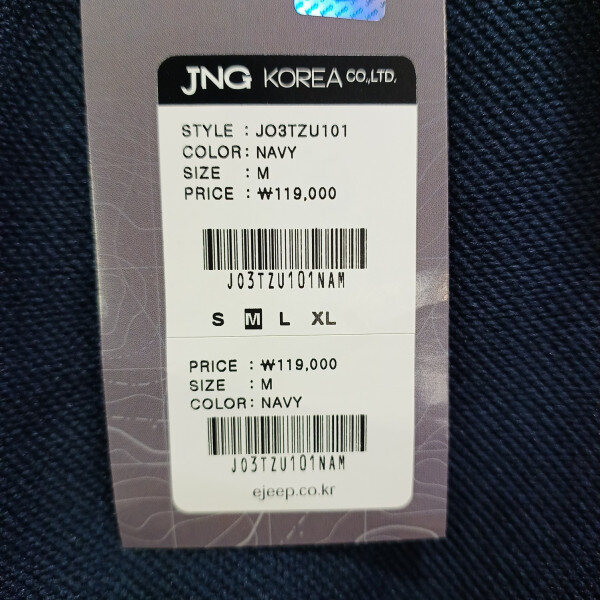 JNG KOREA CO.,LTD.
STYLE : JO3TZU101
COLOR: NAVY
SIZE : M
PRICE : ₩119,000
JO3TZU101NAM
S M L XL
PRICE : ₩119,000
SIZE : M
COLOR: NAVY
JO3TZU101NAM
ejeep.co.kr